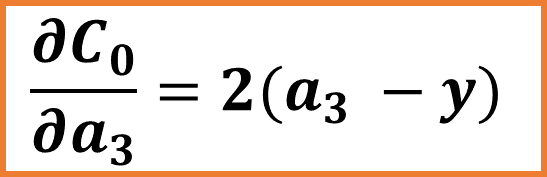 ∂C₀/∂a₃ = 2(a₃ − y)